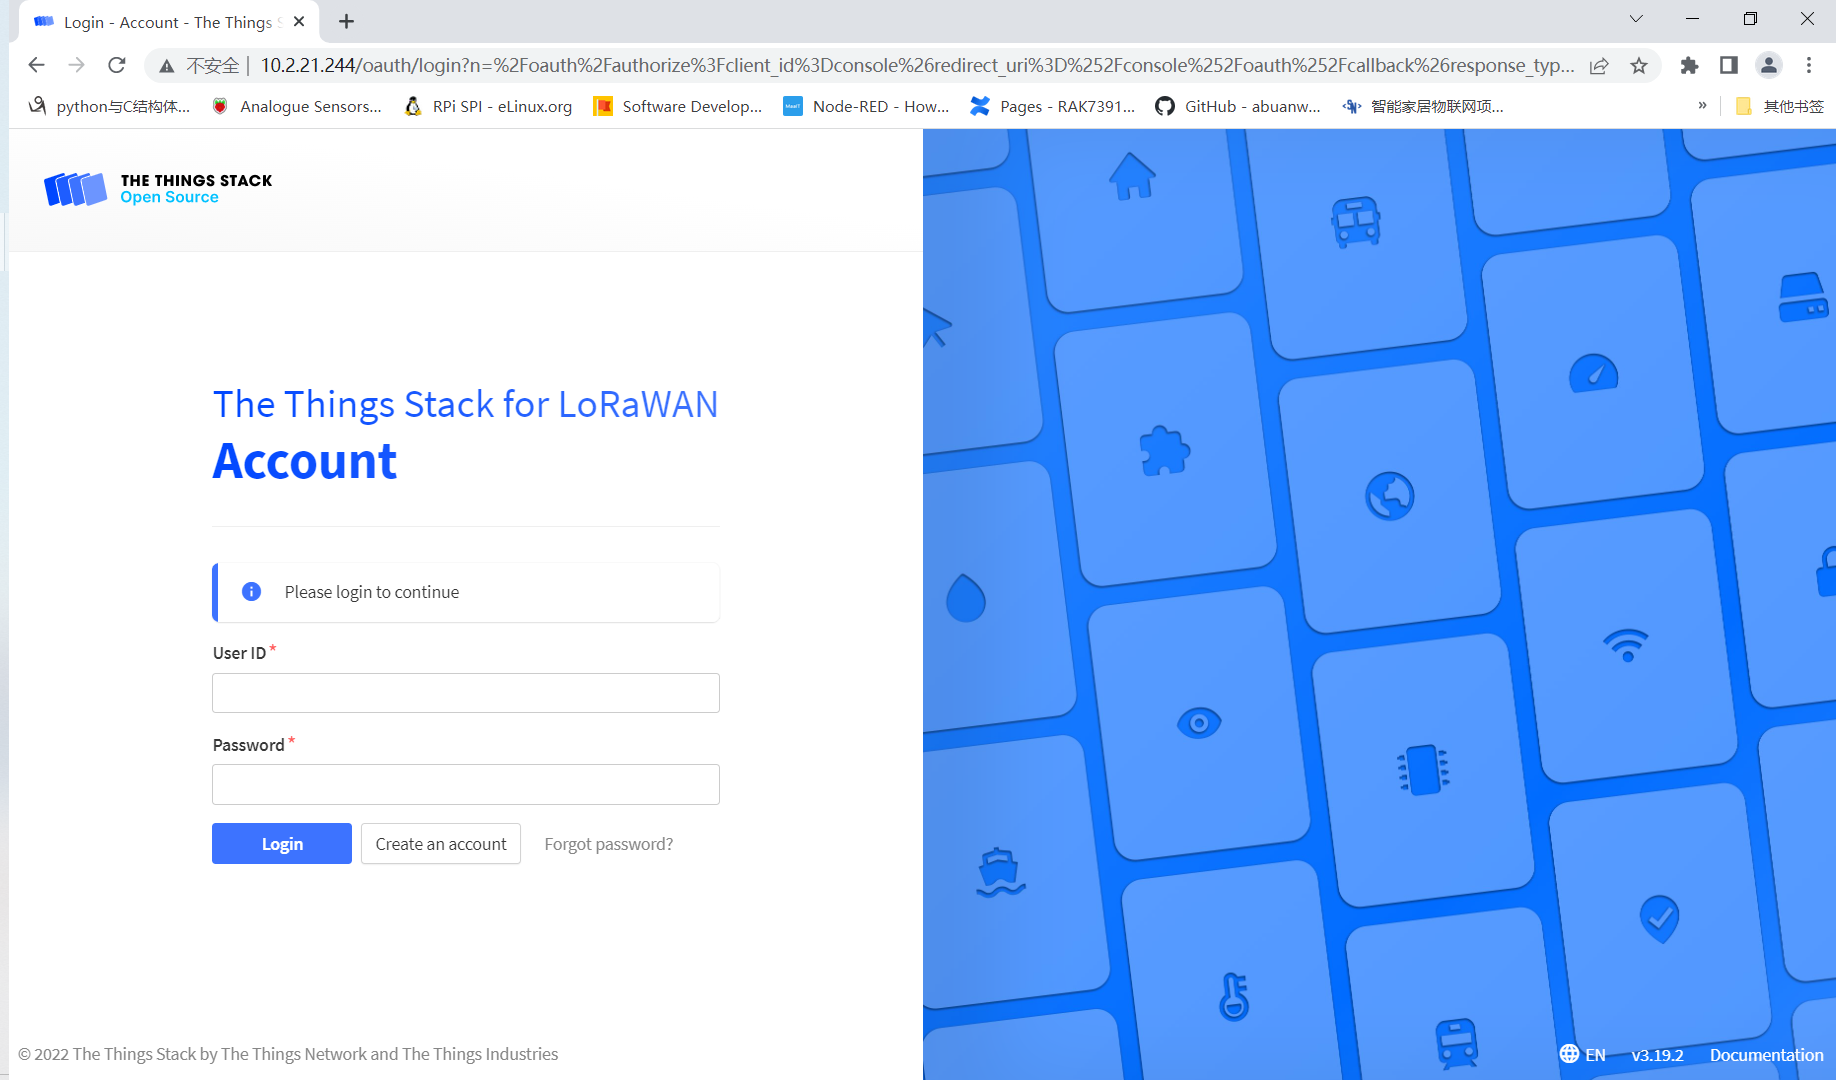 Login - Account - The Things S
不安全 10.2.21.244/oauth/login?n=%2Foauth%2Fauthorize%3Fclient_id%3Dconsole%26redirect_uri%3D%252Fconsole%252Foauth%252Fcallback%26response_typ...
python与C结构体... Analogue Sensors... RPi SPI - eLinux.org Software Develop... MeeIT Node-RED - How... Pages - RAK7391... GitHub - abuanw... 智能家居物联网项... » 其他书签
THE THINGS STACK
Open Source
The Things Stack for LoRaWAN
Account
Please login to continue
User ID *
Password *
Login Create an account Forgot password?
© 2022 The Things Stack by The Things Network and The Things Industries
EN v3.19.2 Documentation